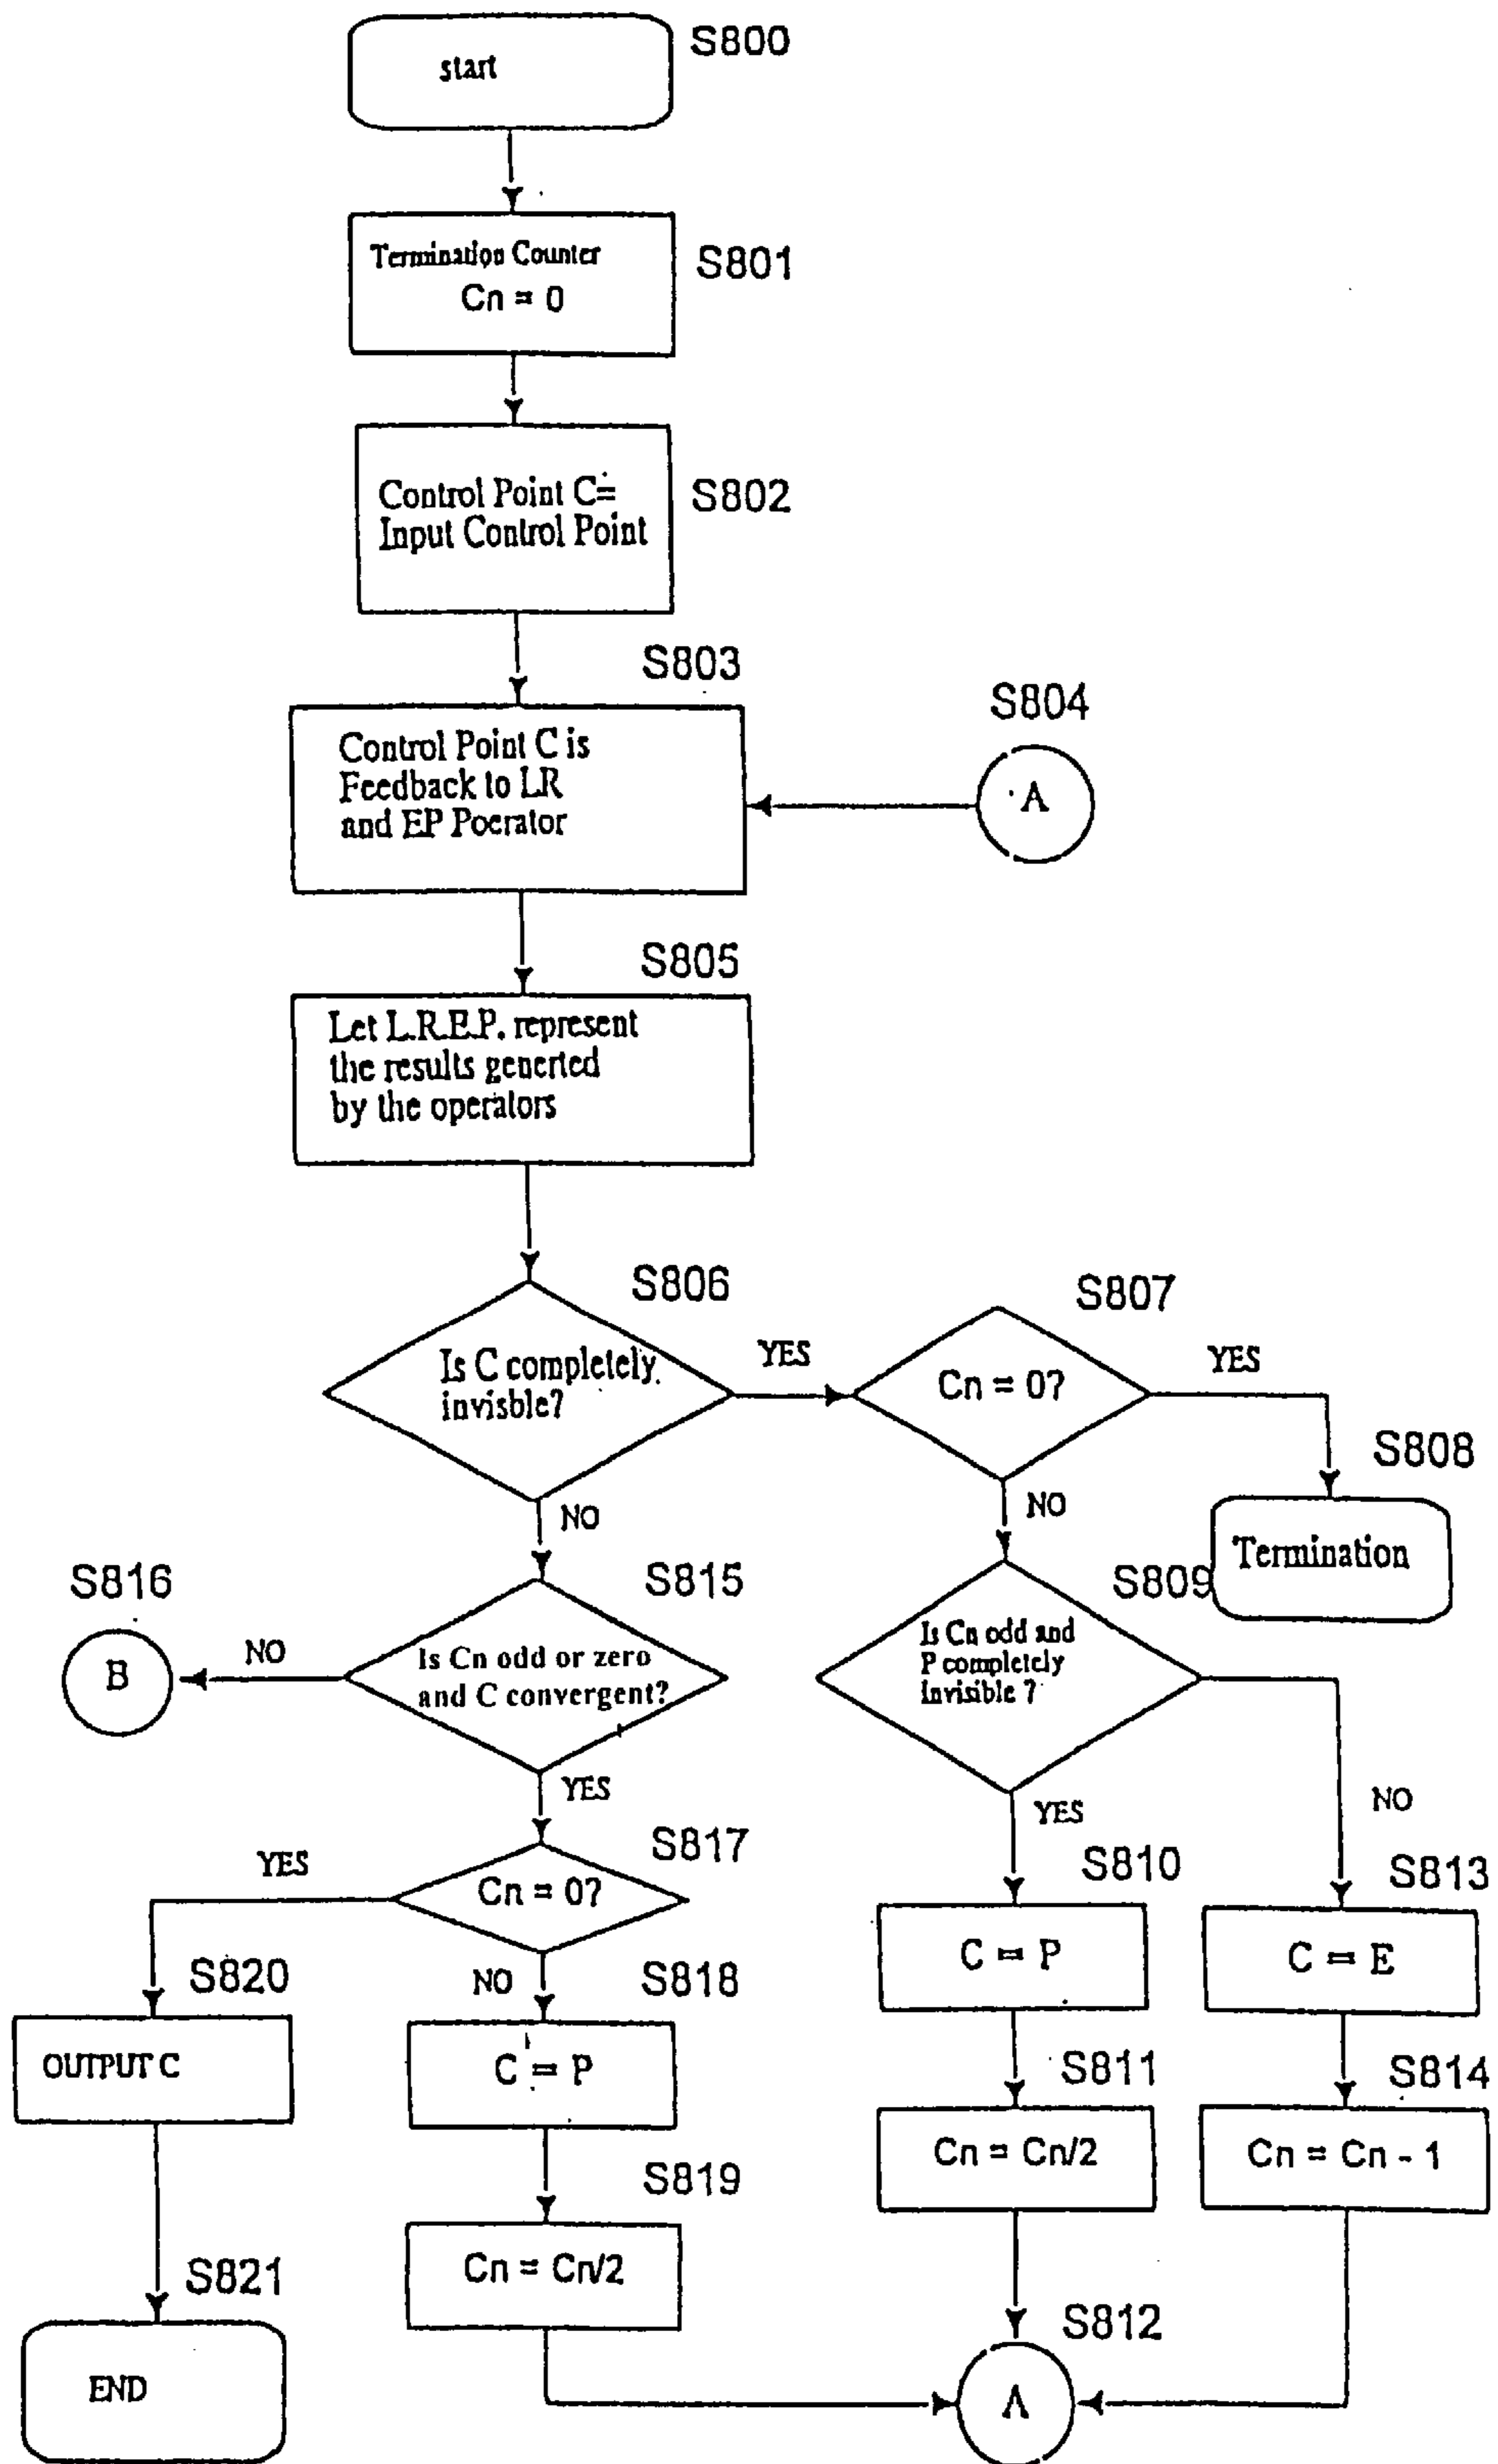 start
S800
Termination Counter
Cn = 0
S801
Control Point C=
Input Control Point
S802
S803
Control Point C is
Feedback to LR
and EP Poerator
S804
A
S805
Let L.R.E.P. represent
the results generted
by the operators
S806
Is C completely
invisble?
YES
S807
Cn = 0?
YES
S808
Termination
NO
NO
S809
Is Cn odd and
P completely
Invisible ?
S816
B
NO
S815
Is Cn odd or zero
and C convergent?
YES
YES
NO
S817
Cn = 0?
YES
NO
S810
C = P
S813
C = E
S820
OUTPUT C
S818
C = P
S811
Cn = Cn/2
S814
Cn = Cn - 1
S819
Cn = Cn/2
S821
END
S812
A